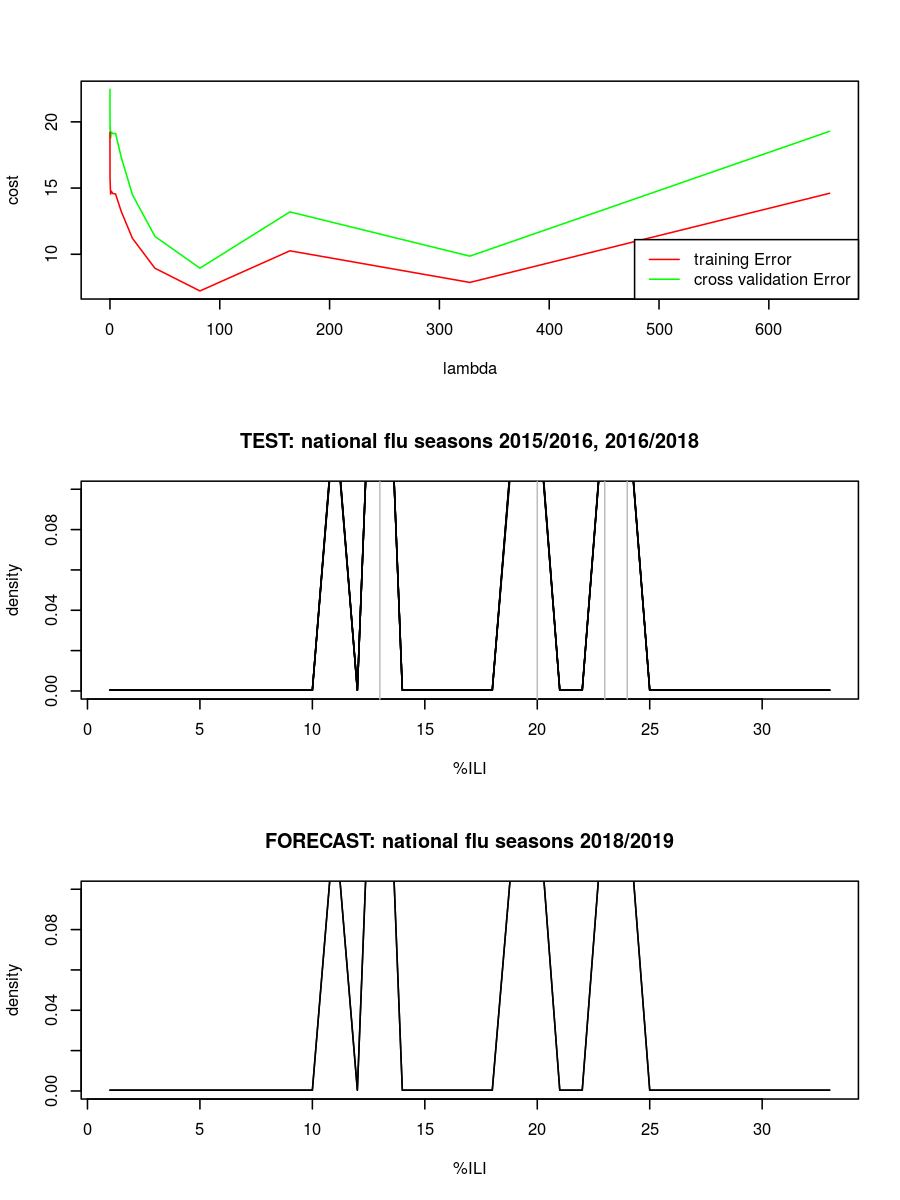 20
15
10
cost
training Error
cross validation Error
0 100 200 300 400 500 600
lambda
TEST: national flu seasons 2015/2016, 2016/2018
0.08
0.04
0.00
density
0 5 10 15 20 25 30
%ILI
FORECAST: national flu seasons 2018/2019
0.08
0.04
0.00
density
0 5 10 15 20 25 30
%ILI